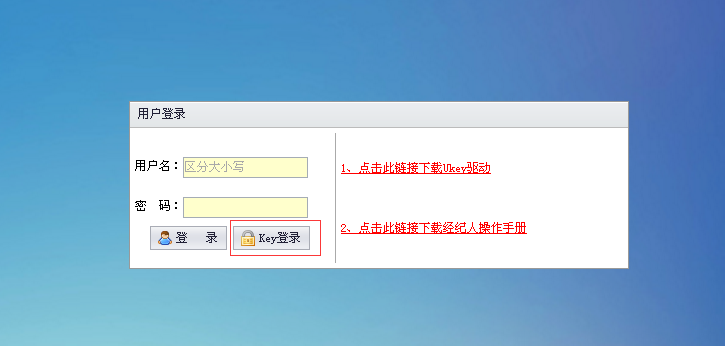 用户登录
用户名：区分大小写
密 码：
登 录
Key登录
1、点击此链接下载Ukey驱动
2、点击此链接下载经纪人操作手册